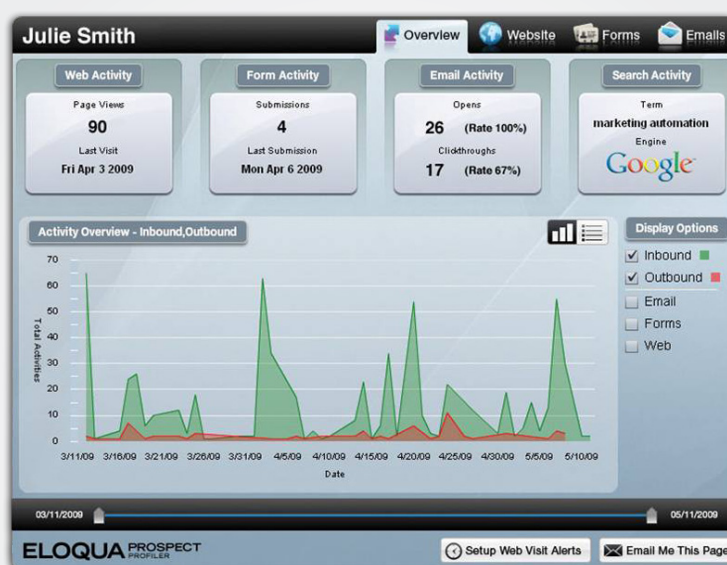 Julie Smith
Overview
Website
Forms
Emails
Web Activity
Page Views
90
Last Visit
Fri Apr 3 2009
Form Activity
Submissions
4
Last Submission
Mon Apr 6 2009
Email Activity
Opens
26 (Rate 100%)
Clickthroughs
17 (Rate 67%)
Search Activity
Term
marketing automation
Engine
Google
Activity Overview - Inbound,Outbound
70
60
50
40
30
20
10
0
Total Activities
3/11/09 3/16/09 3/21/09 3/26/09 3/31/09 4/5/09 4/10/09 4/15/09 4/20/09 4/25/09 4/30/09 5/5/09 5/10/09
Date
Display Options
Inbound
Outbound
Email
Forms
Web
03/11/2009
05/11/2009
ELOQUA PROSPECT
PROFILER
Setup Web Visit Alerts
Email Me This Page